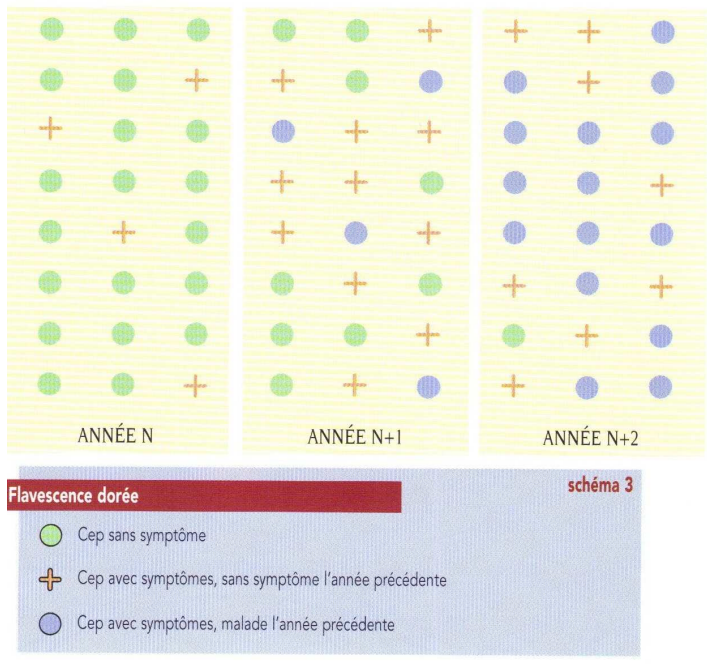 ANNÉE N
ANNÉE N+1
ANNÉE N+2
Flavescence dorée
schéma 3
Cep sans symptôme
Cep avec symptômes, sans symptôme l'année précédente
Cep avec symptômes, malade l'année précédente